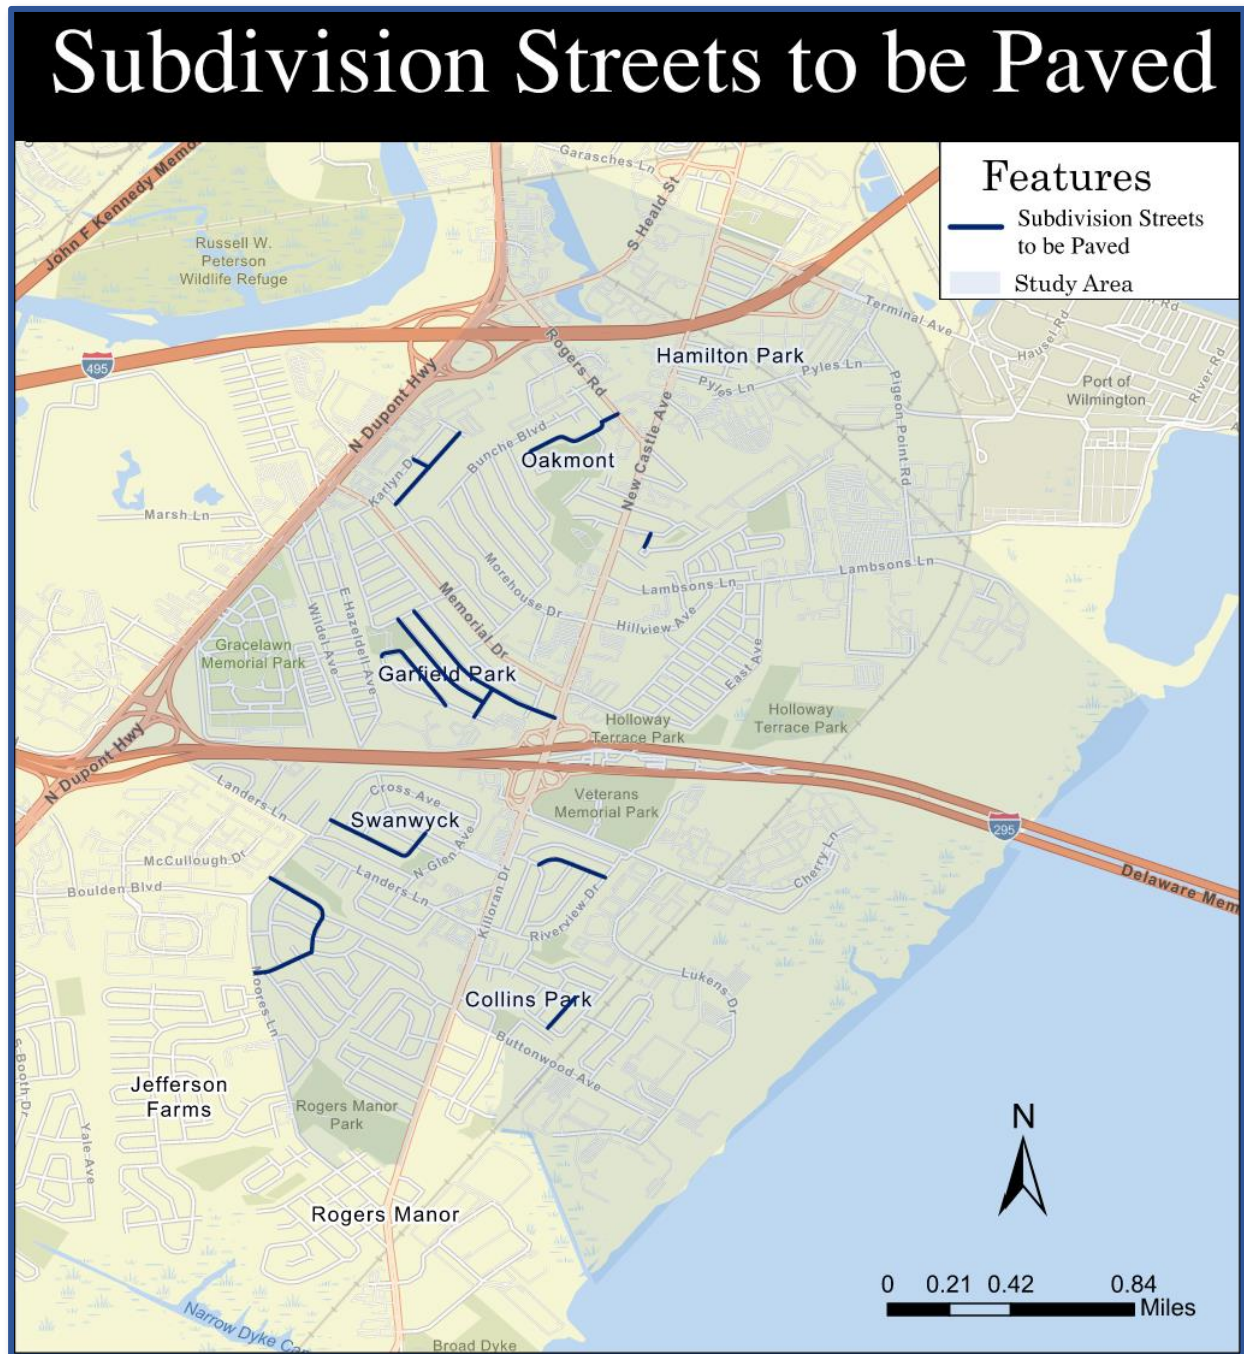 Subdivision Streets to be Paved
Features
Subdivision Streets
to be Paved
Study Area
Garasches Ln
S Heald St
John F Kennedy Memo
Russell W.
Peterson
Wildlife Refuge
Terminal Ave
Hausel Rd
River Rd
Rd
495
N Dupont Hwy
Rogers Rd
Hamilton Park
Pyles Ln
Pyles Ln
Port of
Wilmington
Pigeon Point Rd
Bunche Blvd
Oakmont
New Castle Ave
Karlyn D
Marsh Ln
Morehouse Dr
Lambsons Ln
Lambsons Ln
Hillview Ave
Memorial Dr
E Hazeldell Ave
Wildel Ave
Gracelawn
Memorial Park
Garfield Park
East Ave
Holloway
Terrace Park
Holloway
Terrace Park
N Dupont Hwy
Landers Ln
Cross Ave
Veterans
Memorial Park
Swanwyck
N Glen Ave
295
McCullough Dr
Boulden Blvd
Landers Ln
Cherry Ln
Delaware Mem
Killoran Dr
Riverview Dr
Moores Ln
Lukens Dr
Collins Park
Buttonwood Ave
S Booth Dr
Jefferson
Farms
Rogers Manor
Park
Yale Ave
N
Rogers Manor
0 0.21 0.42 0.84
Miles
Narrow Dyke Can
Broad Dyke